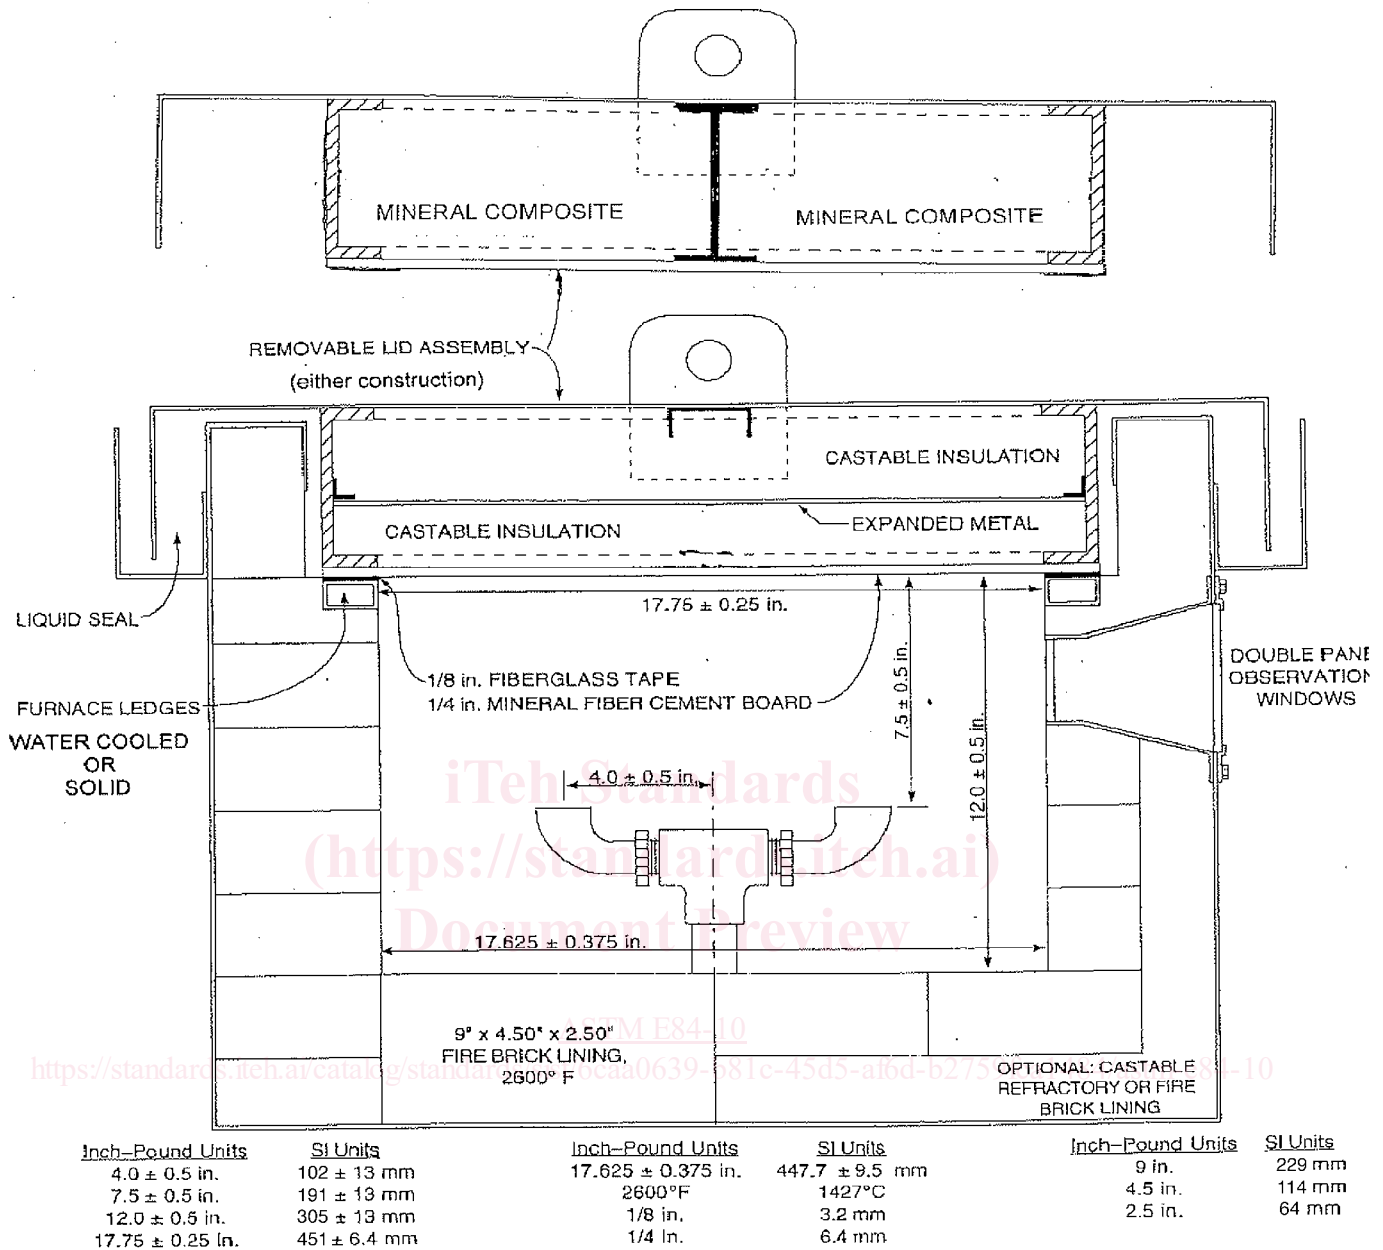 MINERAL COMPOSITE
MINERAL COMPOSITE
REMOVABLE LID ASSEMBLY
(either construction)
CASTABLE INSULATION
CASTABLE INSULATION
EXPANDED METAL
LIQUID SEAL
17.75 ± 0.25 in.
1/8 in. FIBERGLASS TAPE
1/4 in. MINERAL FIBER CEMENT BOARD
7.5 ± 0.5 in.
12.0 ± 0.5 in.
DOUBLE PANE
OBSERVATION
WINDOWS
FURNACE LEDGES
WATER COOLED
OR
SOLID
4.0 ± 0.5 in.
iTeh Standards
(https://standards.iteh.ai)
Document Preview
17.625 ± 0.375 in.
9" x 4.50" x 2.50"
FIRE BRICK LINING,
2600° F
ASTM E84-10
https://standards.iteh.ai/catalog/
OPTIONAL: CASTABLE
REFRACTORY OR FIRE
BRICK LINING
Inch–Pound Units SI Units
4.0 ± 0.5 in. 102 ± 13 mm
7.5 ± 0.5 in. 191 ± 13 mm
12.0 ± 0.5 in. 305 ± 13 mm
17.75 ± 0.25 in. 451 ± 6.4 mm
Inch–Pound Units SI Units
17.625 ± 0.375 in. 447.7 ± 9.5 mm
2600°F 1427°C
1/8 in. 3.2 mm
1/4 in. 6.4 mm
Inch–Pound Units SI Units
9 in. 229 mm
4.5 in. 114 mm
2.5 in. 64 mm